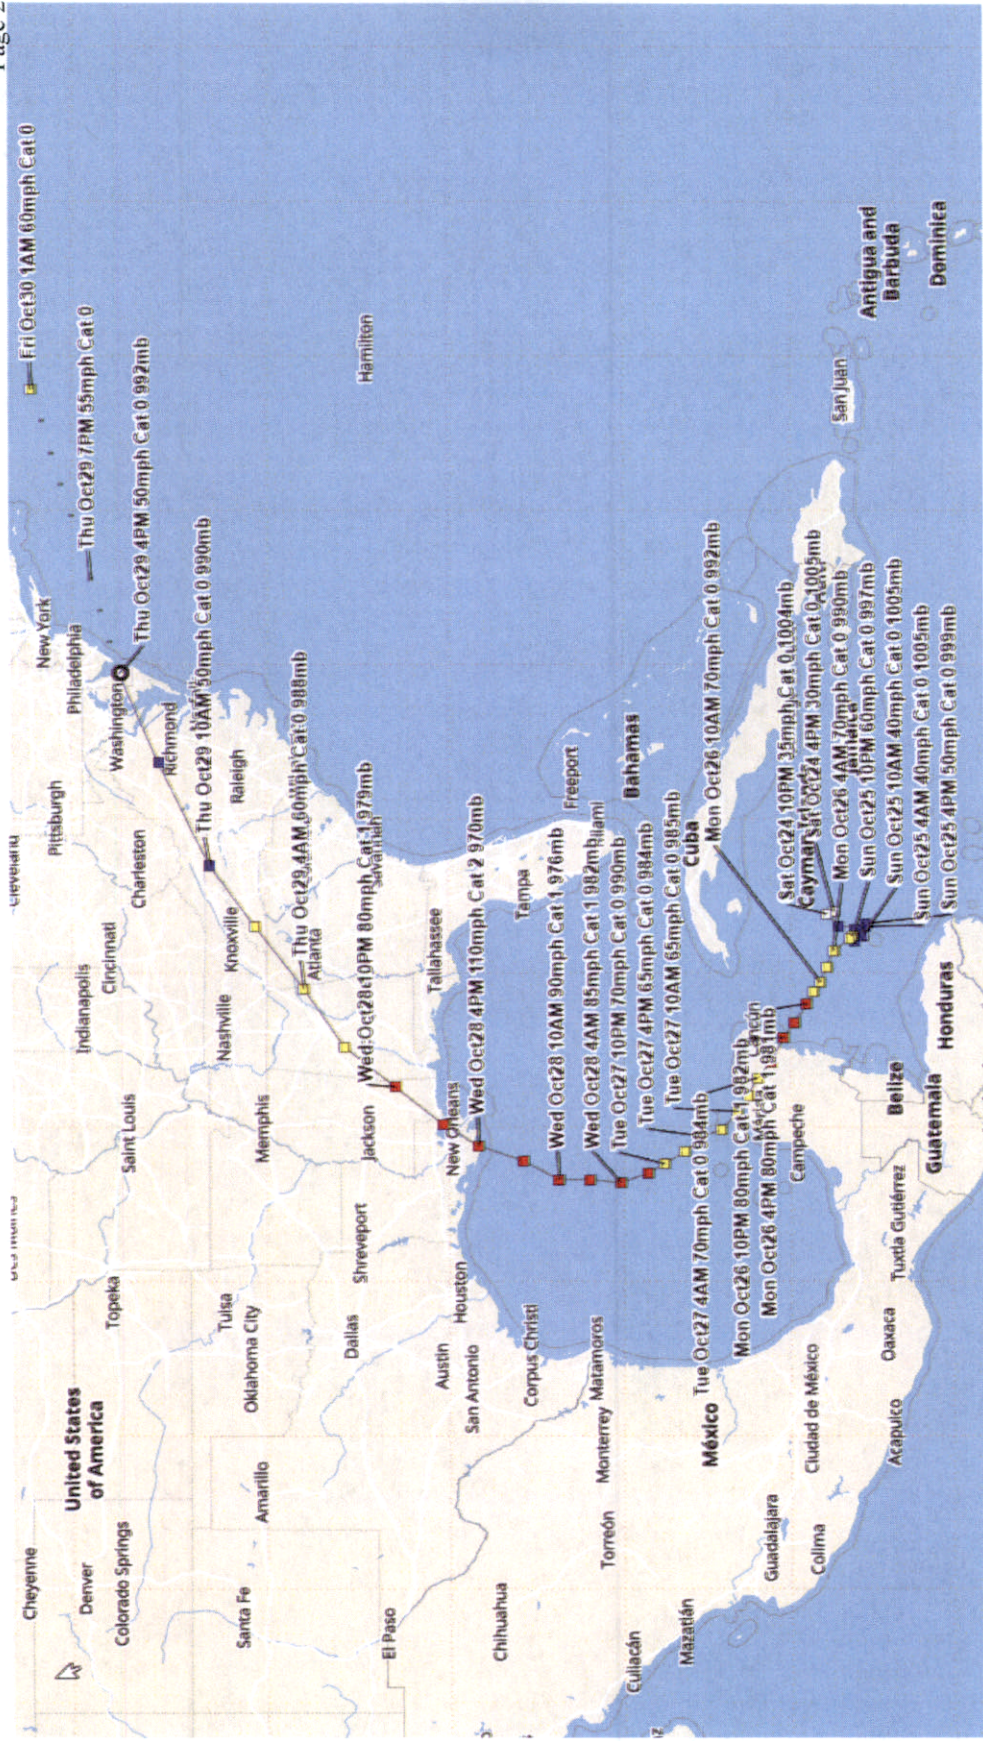 Page 2
Fri Oct30 1AM 60mph Cat 0
Thu Oct29 7PM 55mph Cat 0
Thu Oct29 4PM 50mph Cat 0 992mb
Thu Oct29 10AM 50mph Cat 0 990mb
Thu Oct29 4AM 60mph Cat 0 988mb
Wed Oct28 10PM 80mph Cat 1 979mb
Wed Oct28 4PM 110mph Cat 2 970mb
Wed Oct28 10AM 90mph Cat 1 976mb
Wed Oct28 4AM 85mph Cat 1 982mb
Tue Oct27 10PM 70mph Cat 0 990mb
Tue Oct27 4PM 65mph Cat 0 984mb
Tue Oct27 10AM 65mph Cat 0 985mb
Tue Oct27 4AM 70mph Cat 0 984mb
Mon Oct26 10PM 80mph Cat 1 982mb
Mon Oct26 4PM 80mph Cat 1 981mb
Mon Oct26 10AM 70mph Cat 0 992mb
Sat Oct24 10PM 35mph Cat 0 1004mb
Sat Oct24 4PM 30mph Cat 0 1005mb
Mon Oct26 4AM 70mph Cat 0 990mb
Sun Oct25 10PM 60mph Cat 0 997mb
Sun Oct25 10AM 40mph Cat 0 1005mb
Sun Oct25 4AM 40mph Cat 0 1005mb
Sun Oct25 4PM 50mph Cat 0 999mb
Cheyenne
Denver
Colorado Springs
United States
of America
Topeka
Saint Louis
Indianapolis
Cincinnati
Charleston
Pittsburgh
Philadelphia
New York
Washington
Richmond
Raleigh
Knoxville
Nashville
Memphis
Tulsa
Oklahoma City
Amarillo
Santa Fe
El Paso
Dallas
Shreveport
Jackson
Atlanta
Hamilton
Tallahassee
New Orleans
Houston
Austin
San Antonio
Corpus Christi
Chihuahua
Tampa
Freeport
Miami
Bahamas
Matamoros
Monterrey
Torreón
Culiacán
Mazatlán
México
Cuba
Cancún
Campeche
Ciudad de México
Guadalajara
Colima
Acapulco
Oaxaca
Tuxtla Gutiérrez
Belize
Guatemala
Honduras
San Juan
Antigua and
Barbuda
Dominica